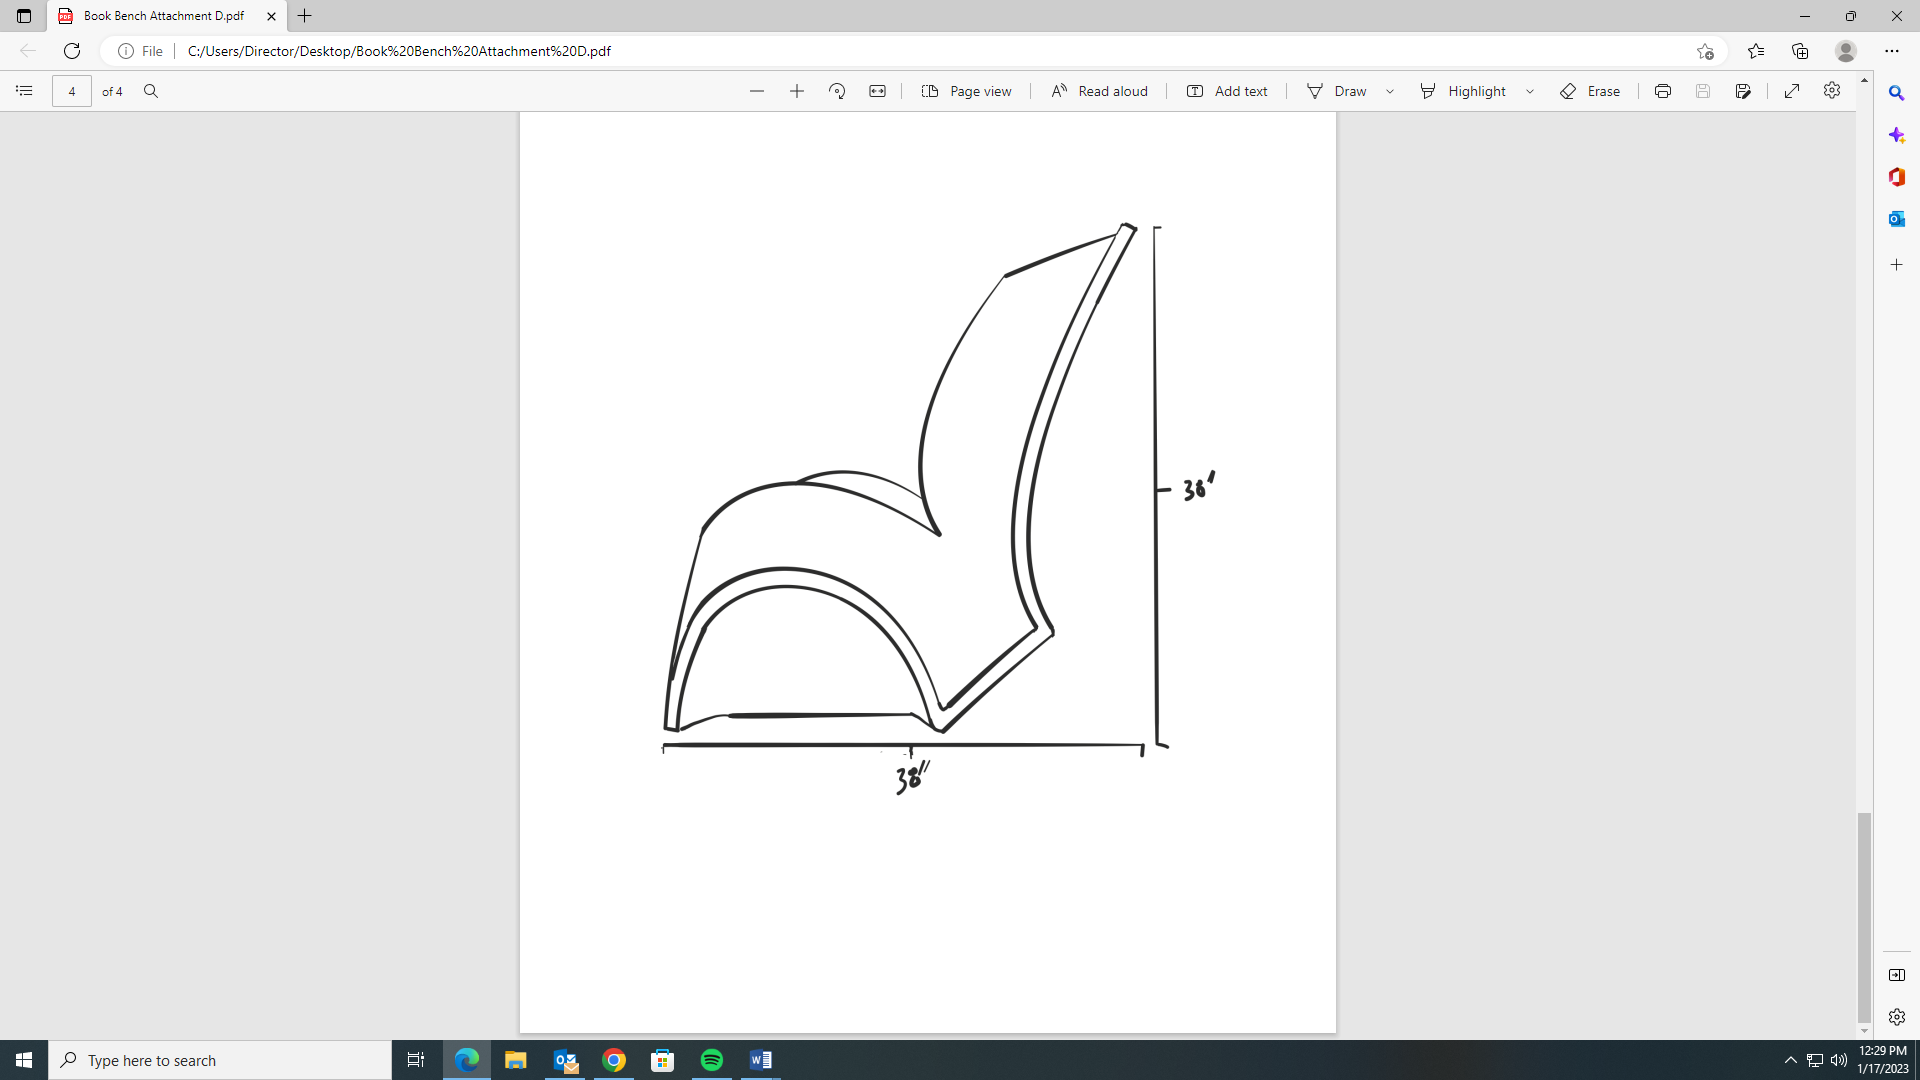 Book Bench Attachment D.pdf
File
C:/Users/Director/Desktop/Book%20Bench%20Attachment%20D.pdf
4 of 4
Page view
Read aloud
Add text
Draw
Highlight
Erase
38"
Type here to search
12:29 PM
1/17/2023